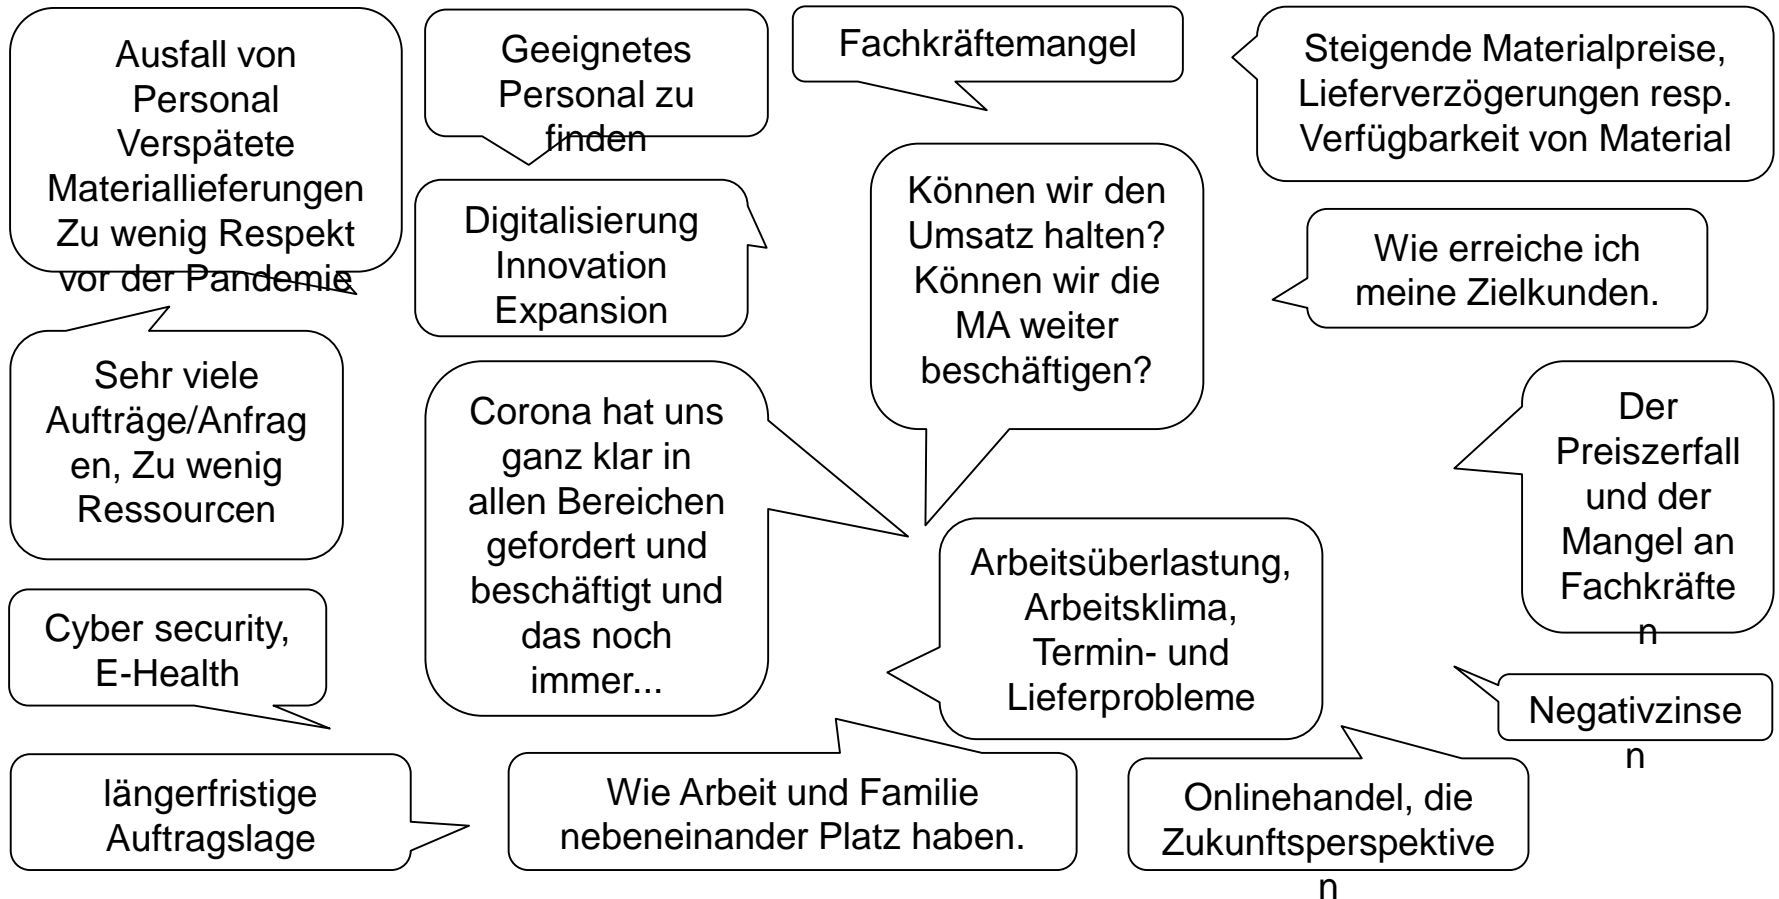 Ausfall von
Personal
Verspätete
Materiallieferungen
Zu wenig Respekt
vor der Pandemie
Geeignetes
Personal zu
finden
Fachkräftemangel
Steigende Materialpreise,
Lieferverzögerungen resp.
Verfügbarkeit von Material
Digitalisierung
Innovation
Expansion
Können wir den
Umsatz halten?
Können wir die
MA weiter
beschäftigen?
Wie erreiche ich
meine Zielkunden.
Sehr viele
Aufträge/Anfrag
en, Zu wenig
Ressourcen
Corona hat uns
ganz klar in
allen Bereichen
gefordert und
beschäftigt und
das noch
immer...
Der
Preiszerfall
und der
Mangel an
Fachkräfte
n
Arbeitsüberlastung,
Arbeitsklima,
Termin- und
Lieferprobleme
Cyber security,
E-Health
Negativzinse
n
längerfristige
Auftragslage
Wie Arbeit und Familie
nebeneinander Platz haben.
Onlinehandel, die
Zukunftsperspektive
n